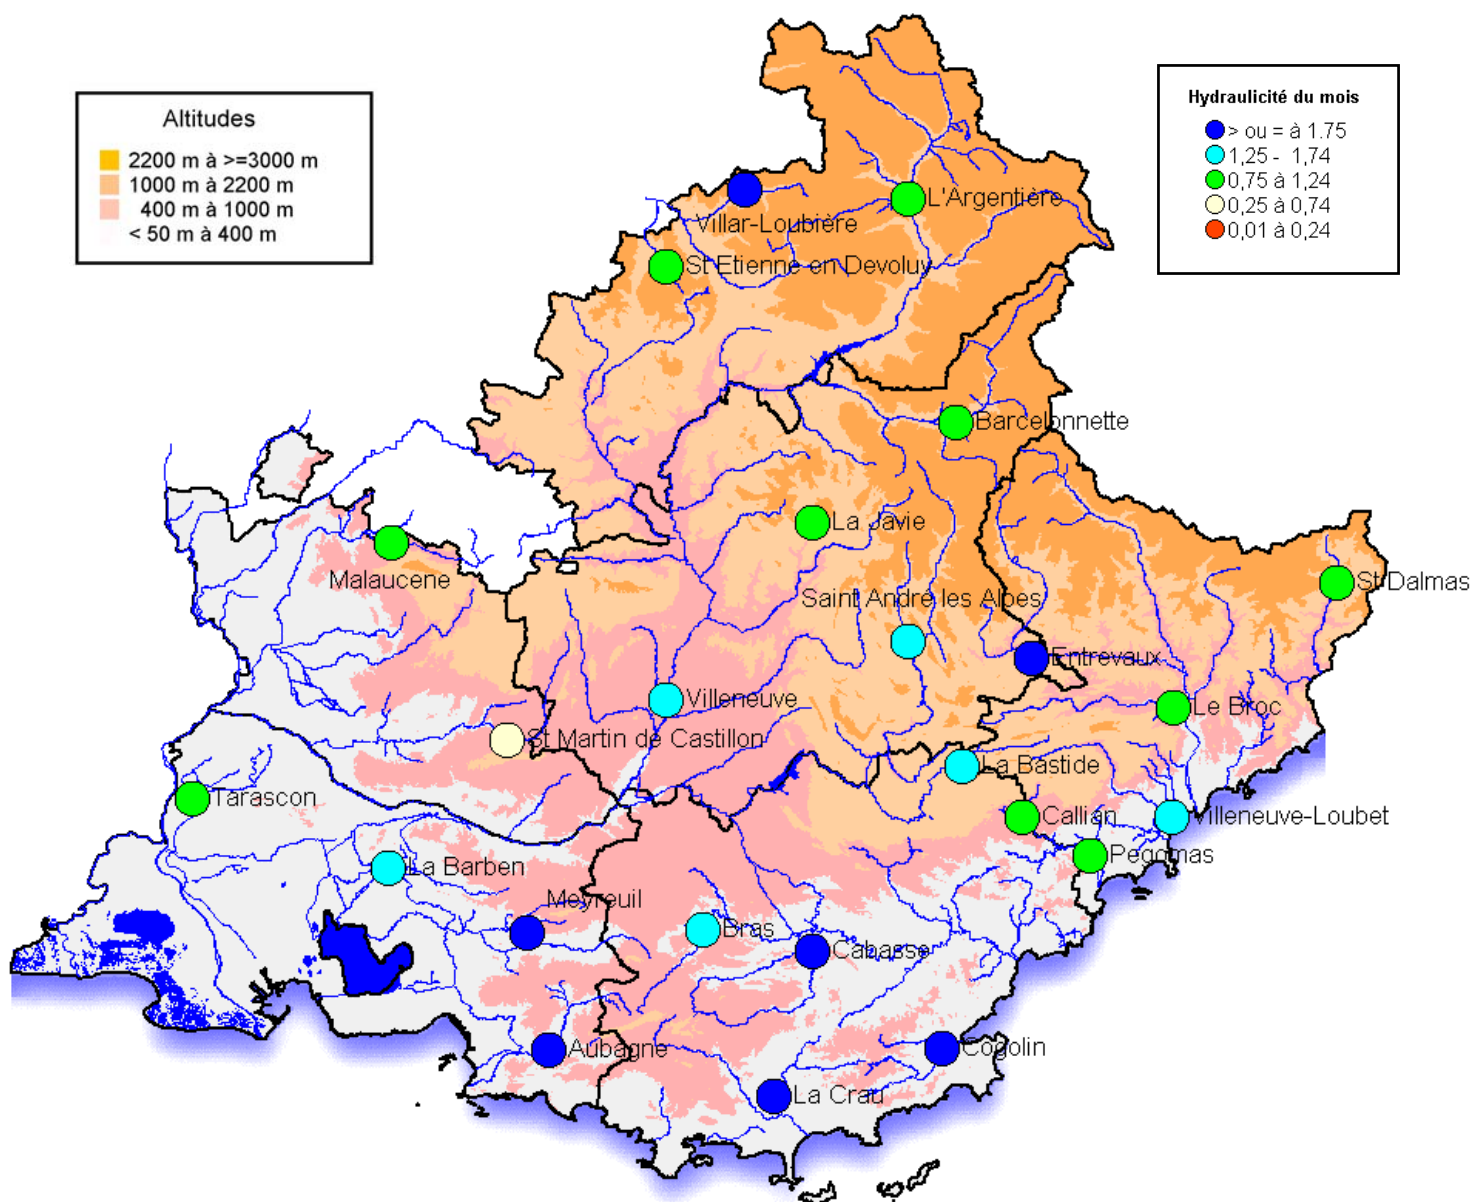 Altitudes
2200 m à >=3000 m
1000 m à 2200 m
400 m à 1000 m
< 50 m à 400 m
Hydraulicité du mois
> ou = à 1.75
1,25 - 1,74
0,75 à 1,24
0,25 à 0,74
0,01 à 0,24
Villar-Loubière
L'Argentière
St Etienne en Devoluy
Barcelonnette
La Javie
Malaucene
St Dalmas
Saint André les Alpes
Entrevaux
Villeneuve
Le Broc
St Martin de Castillon
La Bastide
Tarascon
Callian
Villeneuve-Loubet
Pegomas
La Barben
Meyreuil
Bras
Cabasse
Aubagne
Cogolin
La Crau